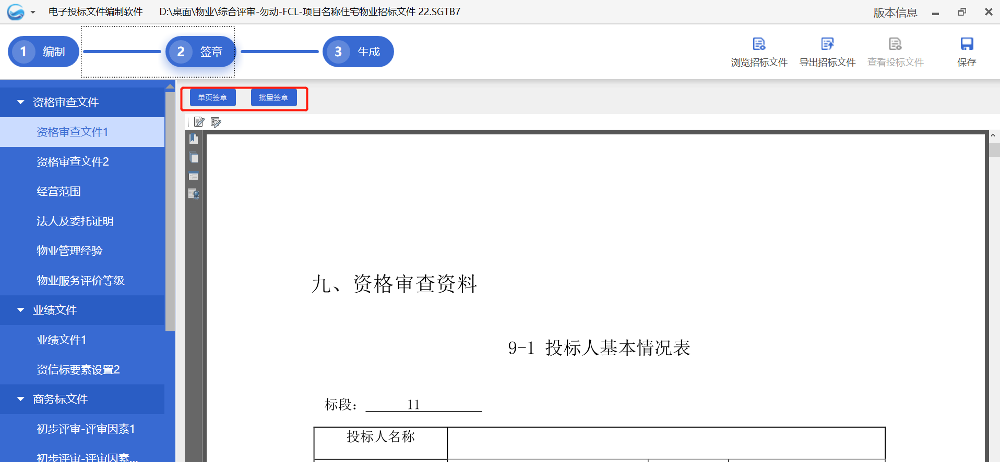 电子投标文件编制软件 D:\桌面\物业\综合评审-勿动-FCL-项目名称住宅物业招标文件 22.SGTB7
版本信息
1 编制
2 签章
3 生成
浏览招标文件
导出招标文件
查看投标文件
保存
资格审查文件
资格审查文件1
资格审查文件2
经营范围
法人及委托证明
物业管理经验
物业服务评价等级
业绩文件
业绩文件1
资信标要素设置2
商务标文件
初步评审-评审因素1
初步评审-评审因素...
单页签章
批量签章
九、资格审查资料
9-1 投标人基本情况表
标段： 11
投标人名称